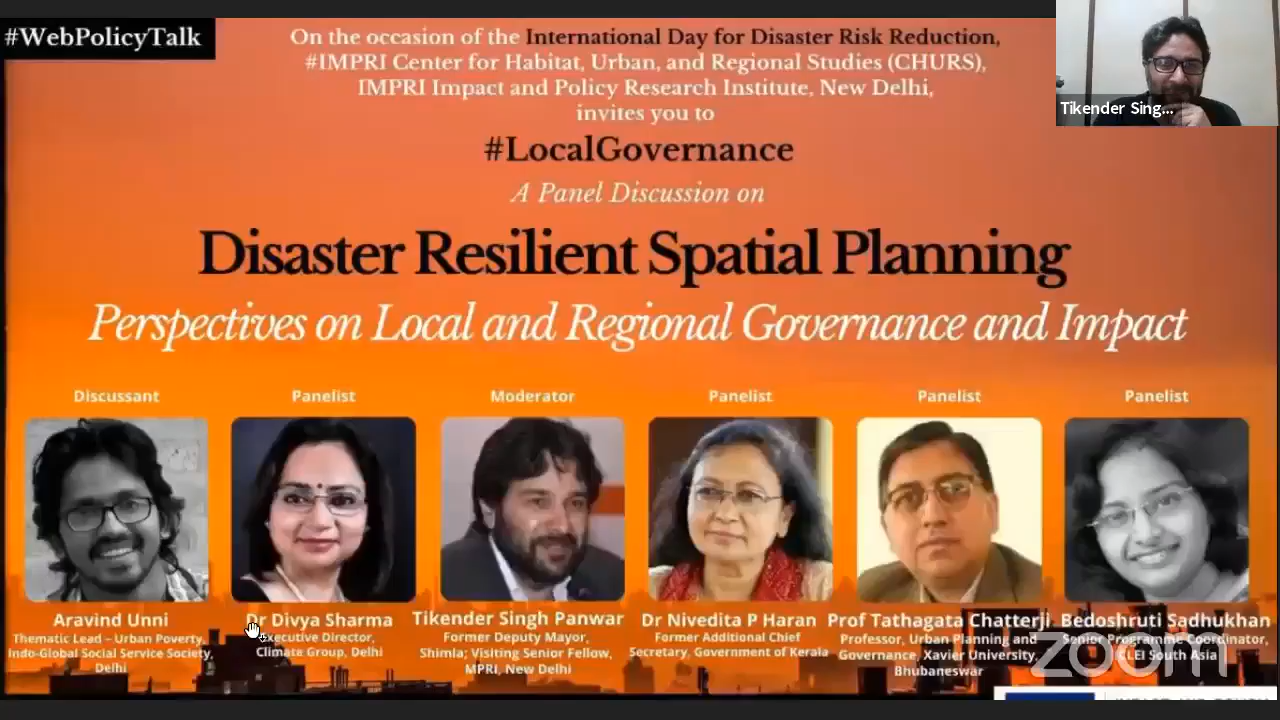 #WebPolicyTalk
On the occasion of the International Day for Disaster Risk Reduction,
#IMPRI Center for Habitat, Urban, and Regional Studies (CHURS),
IMPRI Impact and Policy Research Institute, New Delhi,
invites you to
#LocalGovernance
A Panel Discussion on
Disaster Resilient Spatial Planning
Perspectives on Local and Regional Governance and Impact
Tikender Sing...
Discussant
Aravind Unni
Thematic Lead – Urban Poverty,
Indo-Global Social Service Society,
Delhi
Panelist
Dr Divya Sharma
Executive Director,
Climate Group, Delhi
Moderator
Tikender Singh Panwar
Former Deputy Mayor,
Shimla; Visiting Senior Fellow,
MPRI, New Delhi
Panelist
Dr Nivedita P Haran
Former Additional Chief
Secretary, Government of Kerala
Panelist
Prof Tathagata Chatterji
Professor, Urban Planning and
Governance, Xavier University,
Bhubaneswar
Panelist
Bedoshruti Sadhukhan
Senior Programme Coordinator,
ICLEI South Asia
zoom